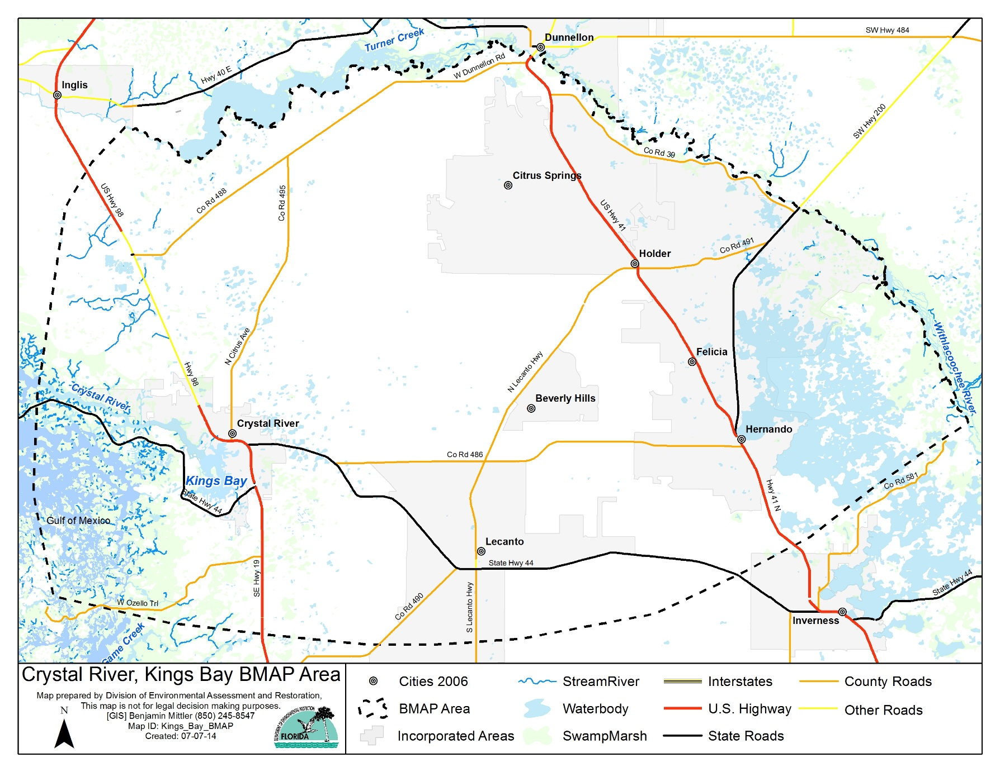 SW Hwy 484
Turner Creek
Dunnellon
W Dunnellon Rd
Hwy 40 E
Inglis
SW Hwy 200
Co Rd 39
Citrus Springs
US Hwy 98
Co Rd 488
Co Rd 495
US Hwy 41
Holder
Co Rd 491
N Citrus Ave
Withlacoochee River
Felicia
Hwy 98
N Lecanto Hwy
Crystal River
Beverly Hills
Crystal River
Hernando
Co Rd 486
Kings Bay
State Hwy 44
Co Rd 581
Hwy 41 N
Gulf of Mexico
Lecanto
State Hwy 44
SE Hwy 19
W Ozello Trl
Co Rd 490
S Lecanto Hwy
State Hwy 44
Inverness
Game Creek
Crystal River, Kings Bay BMAP Area
Map prepared by Division of Environmental Assessment and Restoration,
This map is not for legal decision making purposes.
[GIS] Benjamin Mittler (850) 245-8547
Map ID: Kings_Bay_BMAP
Created: 07-07-14
N
DEPARTMENT OF ENVIRONMENTAL PROTECTION
FLORIDA
Cities 2006
StreamRiver
Interstates
County Roads
BMAP Area
Waterbody
U.S. Highway
Other Roads
Incorporated Areas
SwampMarsh
State Roads